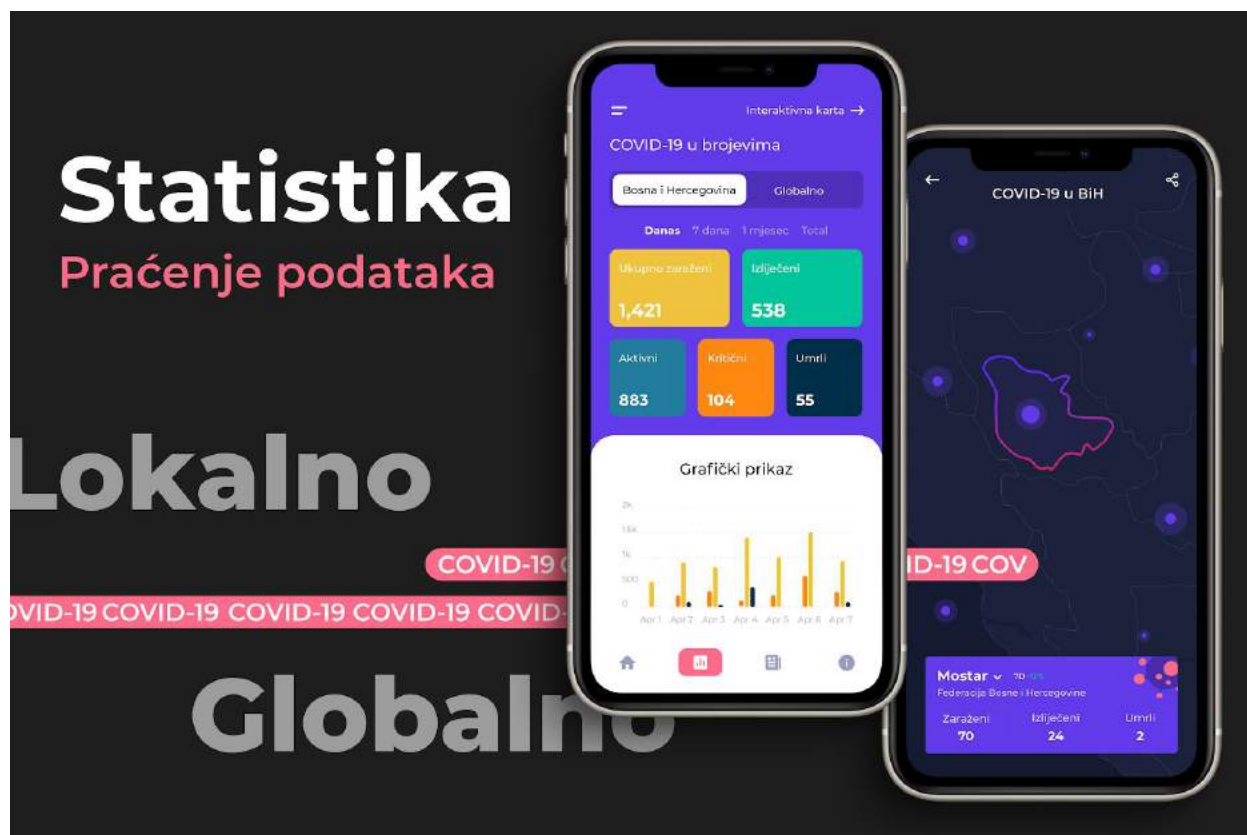 Statistika
Praćenje podataka
Lokalno
COVID-19 C
OVID-19 COVID-19 COVID-19 COVID-19 COVID-
Globalno
Interaktivna karta →
COVID-19 u brojevima
Bosna i Hercegovina Globalno
Danas 7 dana 1 mjesec Total
Ukupno zaraženi Izliječeni
1,421 538
Aktivni Kritični Umrli
883 104 55
Grafički prikaz
2K
1.5K
1K
500
0
Apr 1 Apr 2 Apr 3 Apr 4 Apr 5 Apr 6 Apr 7
COVID-19 u BiH
ID-19 COV
Mostar 70
Federacija Bosne i Hercegovine
Zaraženi Izliječeni Umrli
70 24 2